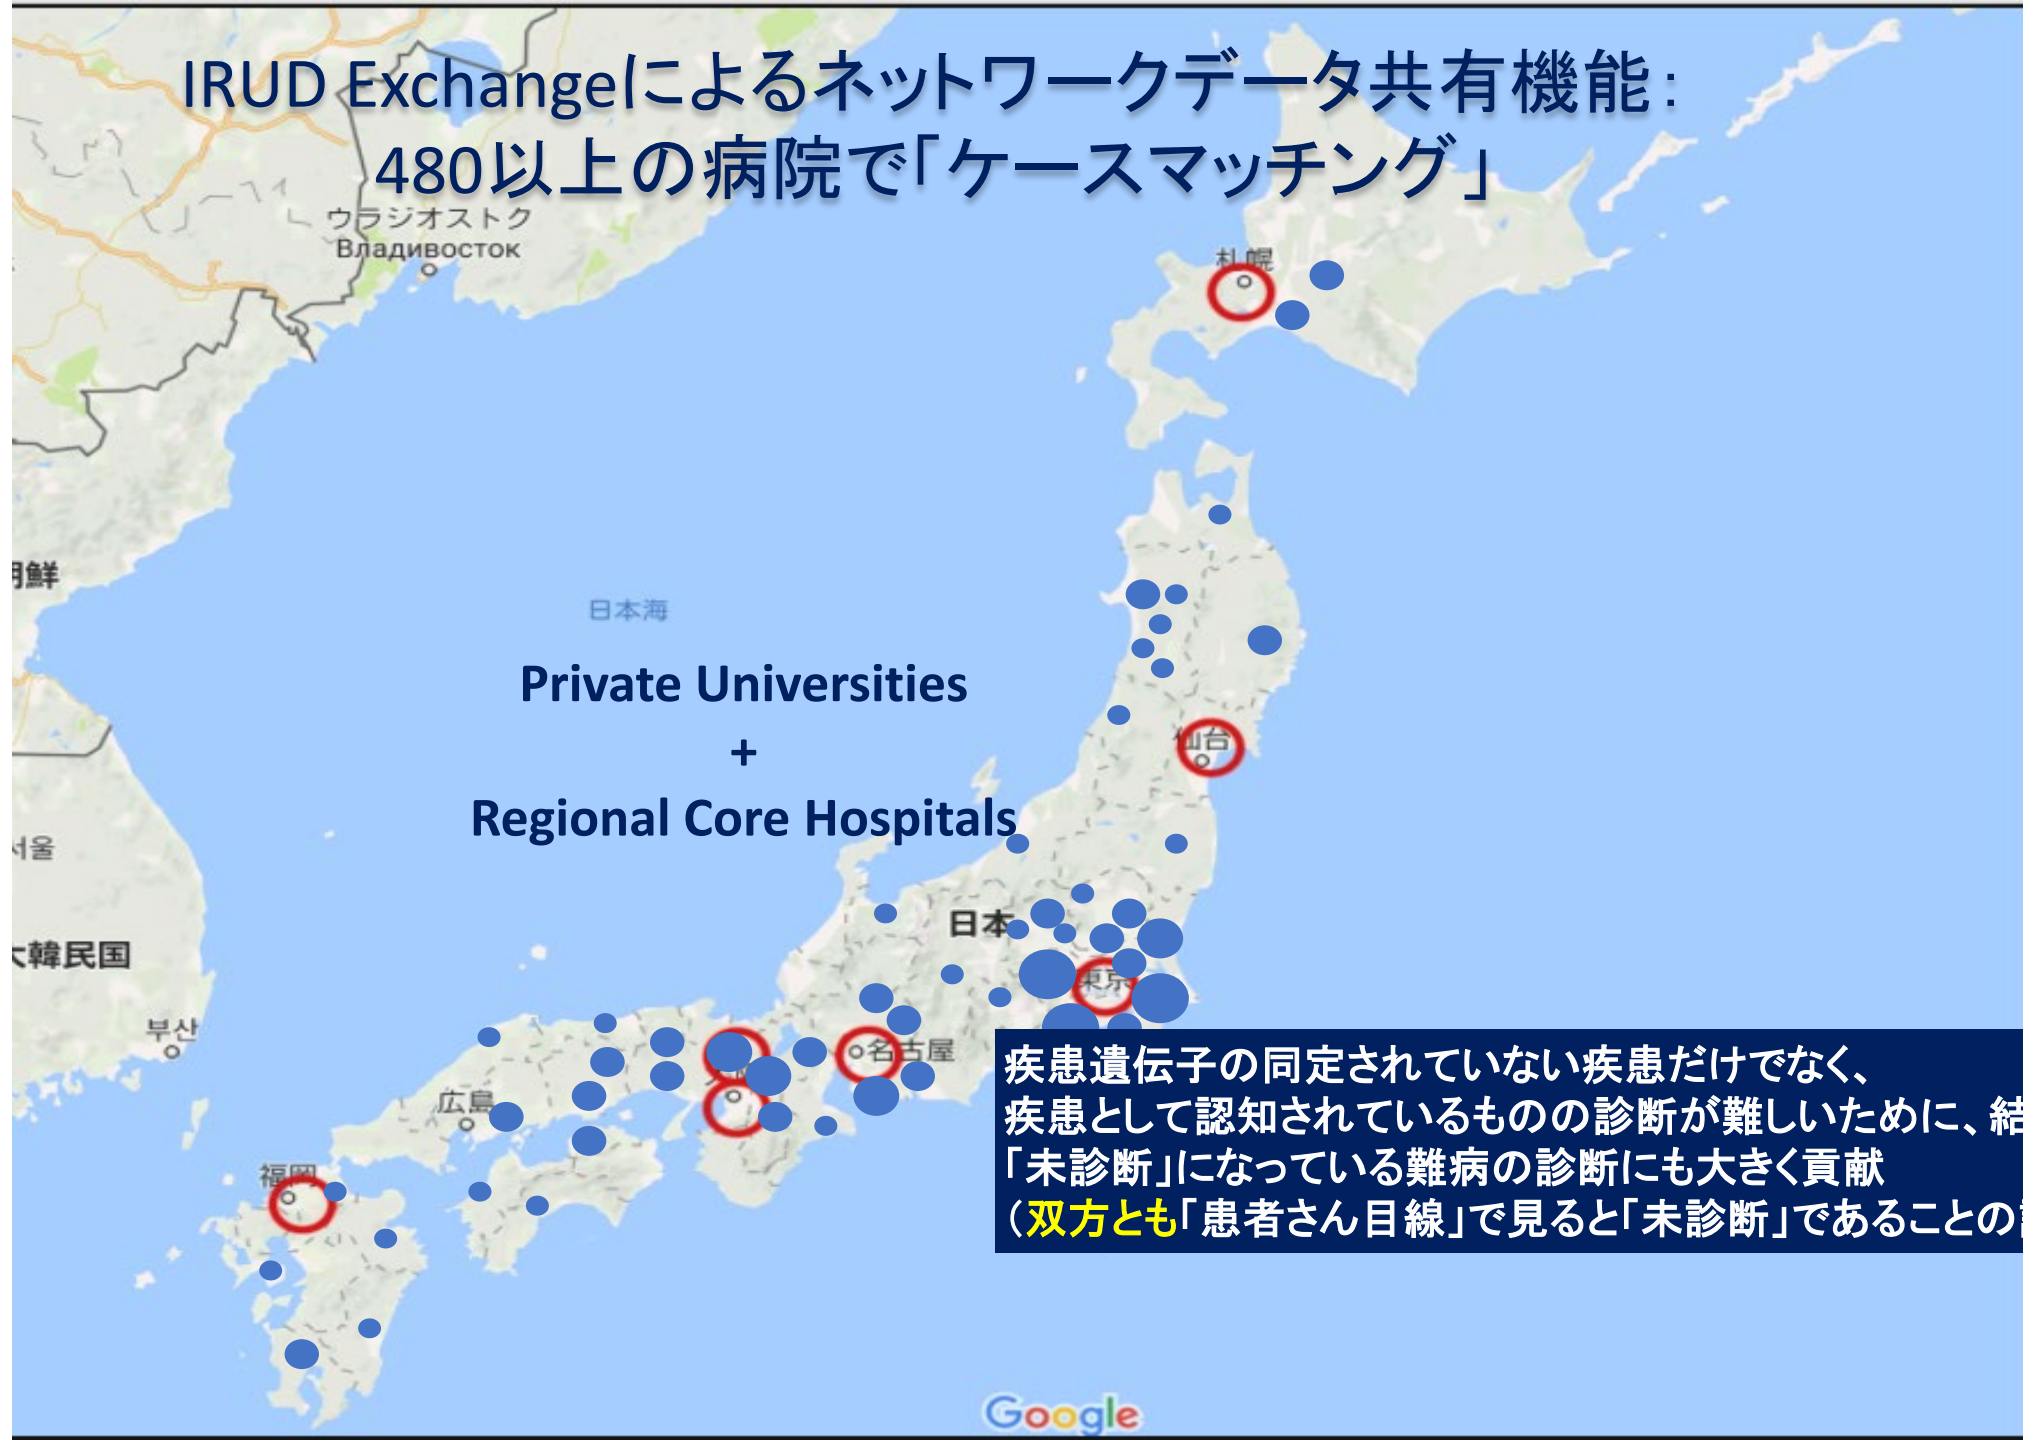 IRUD Exchangeによるネットワークデータ共有機能：
480以上の病院で「ケースマッチング」
ウラジオストク
Владивосток
札幌
鮮
日本海
Private Universities
+
Regional Core Hospitals
仙台
서울
日本
韓民国
東京
부산
名古屋
広島
福岡
疾患遺伝子の同定されていない疾患だけでなく、
疾患として認知されているものの診断が難しいために、結
「未診断」になっている難病の診断にも大きく貢献
（双方とも「患者さん目線」で見ると「未診断」であることの
Google